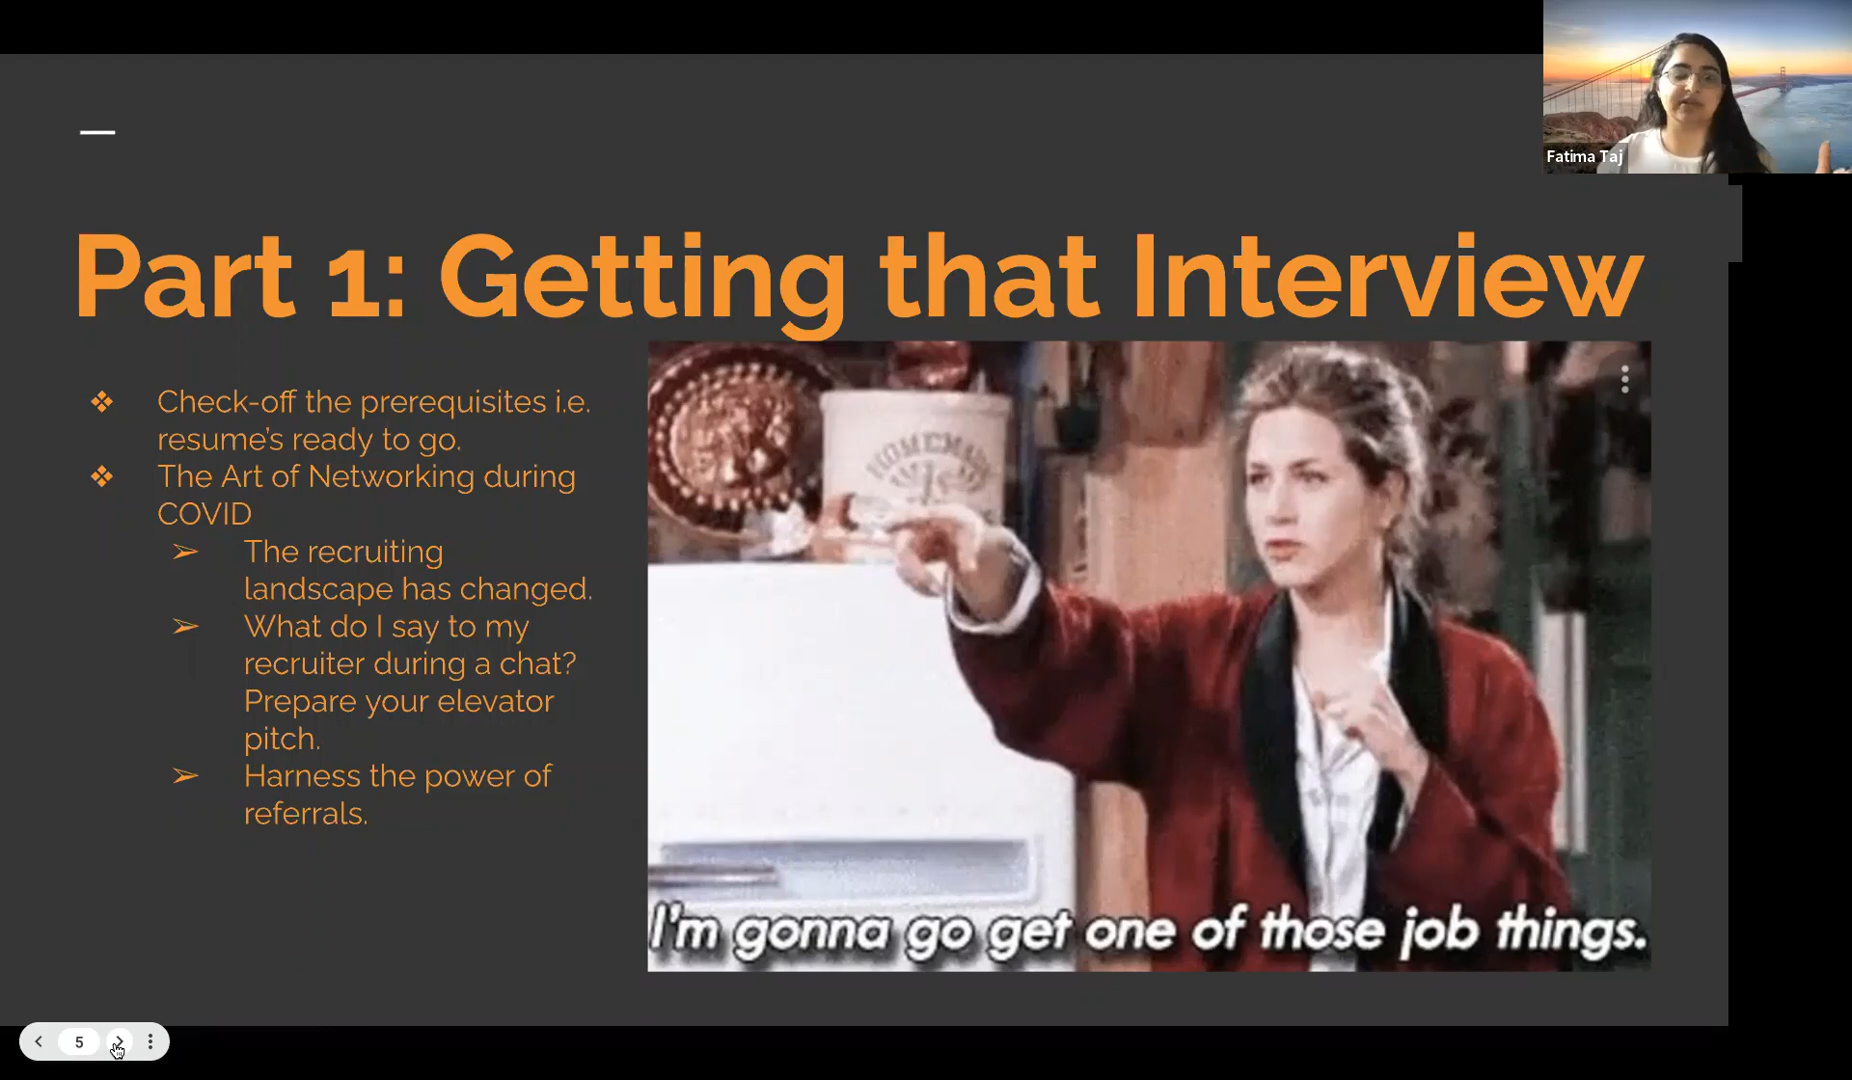 Fatima Taj
Part 1: Getting that Interview
❖ Check-off the prerequisites i.e.
resume's ready to go.
❖ The Art of Networking during
COVID
➢ The recruiting
landscape has changed.
➢ What do I say to my
recruiter during a chat?
Prepare your elevator
pitch.
➢ Harness the power of
referrals.
HOMEMADE
I'm gonna go get one of those job things.
5